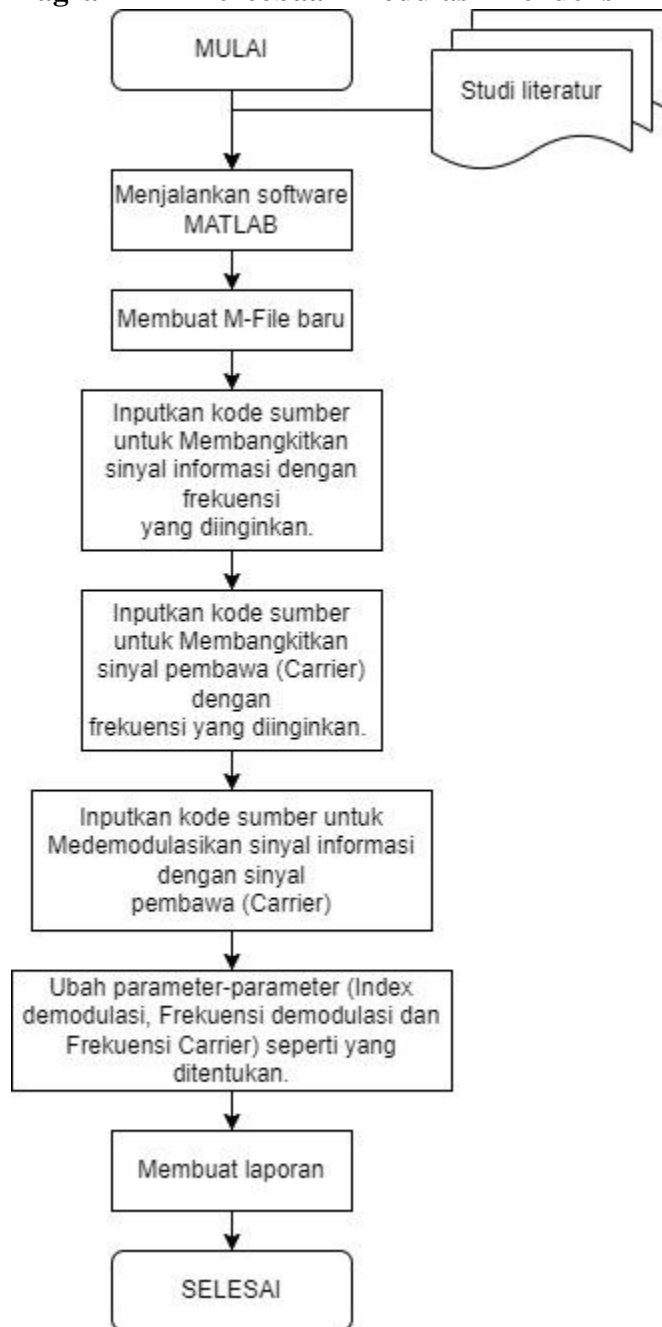 MULAI
Studi literatur
Menjalankan software
MATLAB
Membuat M-File baru
Inputkan kode sumber
untuk Membangkitkan
sinyal informasi dengan
frekuensi
yang diinginkan.
Inputkan kode sumber
untuk Membangkitkan
sinyal pembawa (Carrier)
dengan
frekuensi yang diinginkan.
Inputkan kode sumber untuk
Medemodulasikan sinyal informasi
dengan sinyal
pembawa (Carrier)
Ubah parameter-parameter (Index
demodulasi, Frekuensi demodulasi dan
Frekuensi Carrier) seperti yang
ditentukan.
Membuat laporan
SELESAI